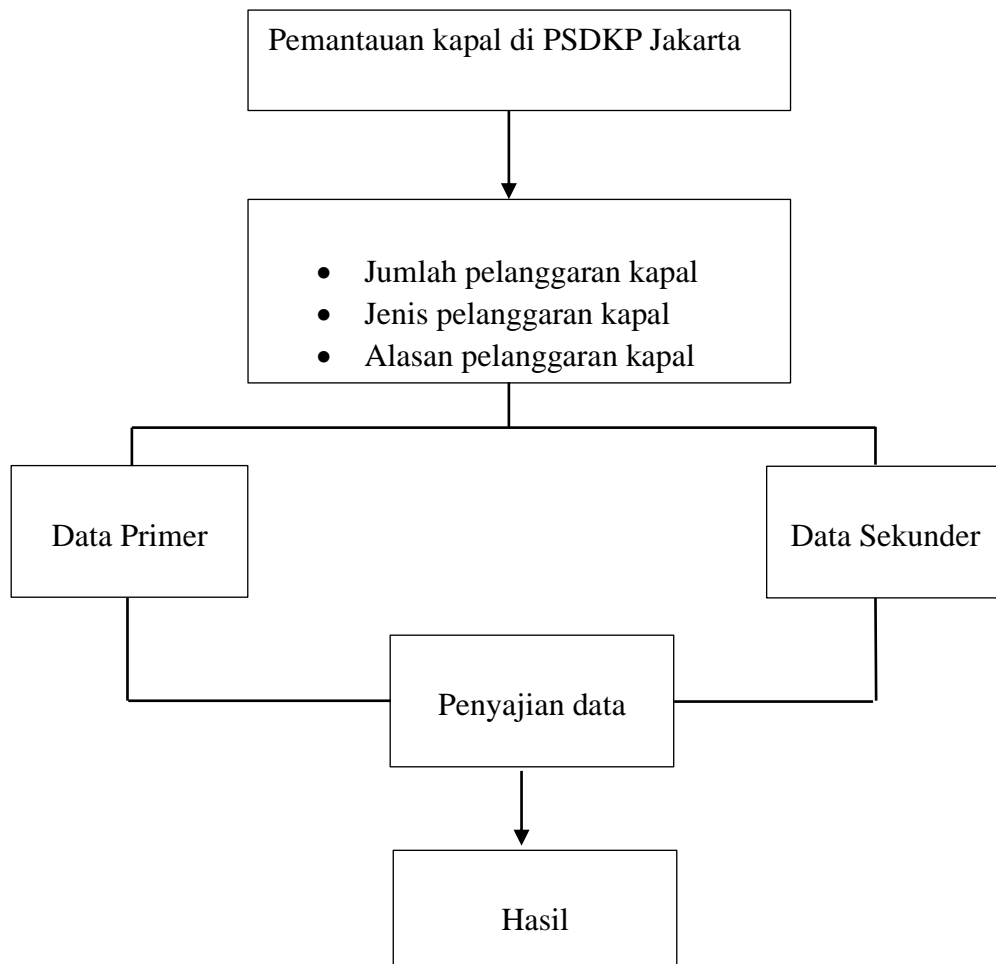 Pemantauan kapal di PSDKP Jakarta
• Jumlah pelanggaran kapal
• Jenis pelanggaran kapal
• Alasan pelanggaran kapal
Data Primer
Data Sekunder
Penyajian data
Hasil